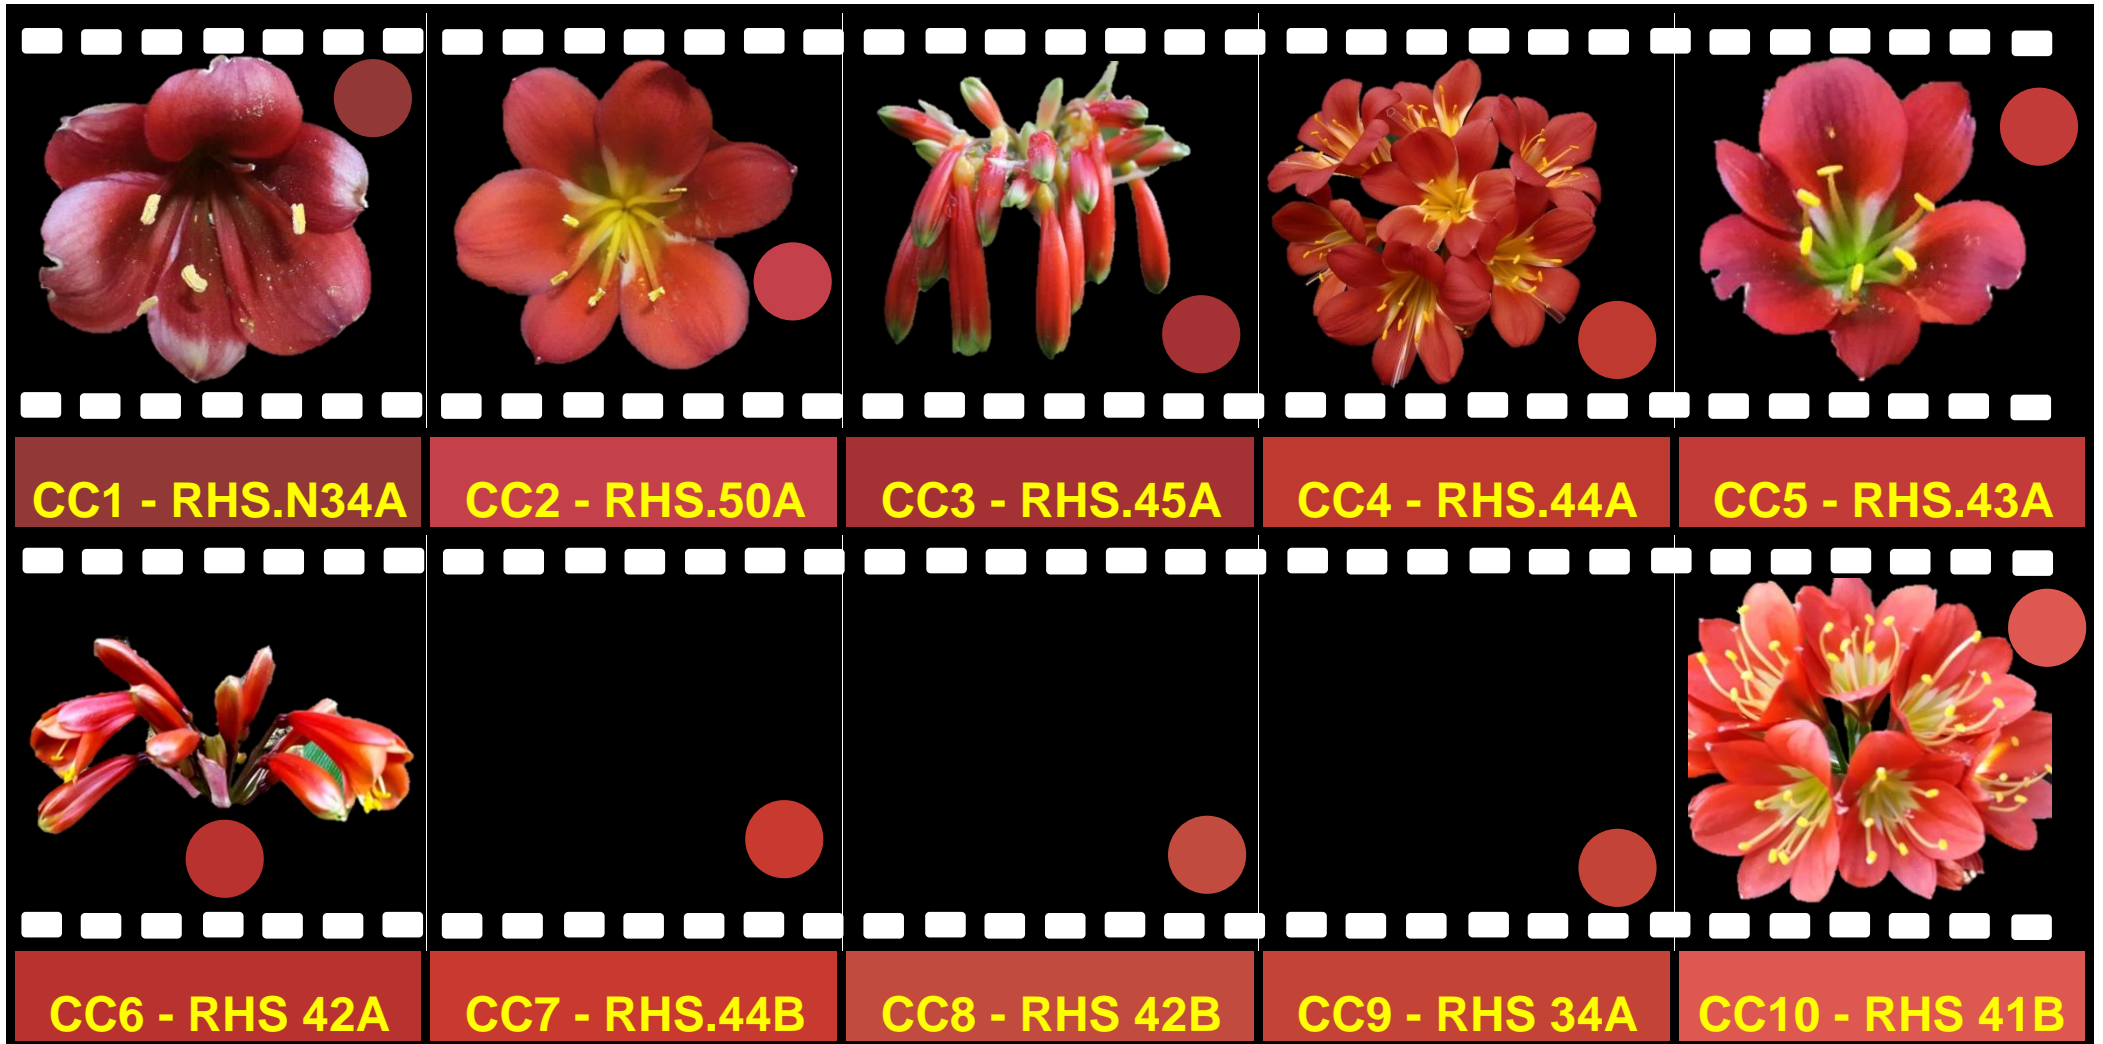 CC1 - RHS.N34A
CC2 - RHS.50A
CC3 - RHS.45A
CC4 - RHS.44A
CC5 - RHS.43A
CC6 - RHS 42A
CC7 - RHS.44B
CC8 - RHS 42B
CC9 - RHS 34A
CC10 - RHS 41B